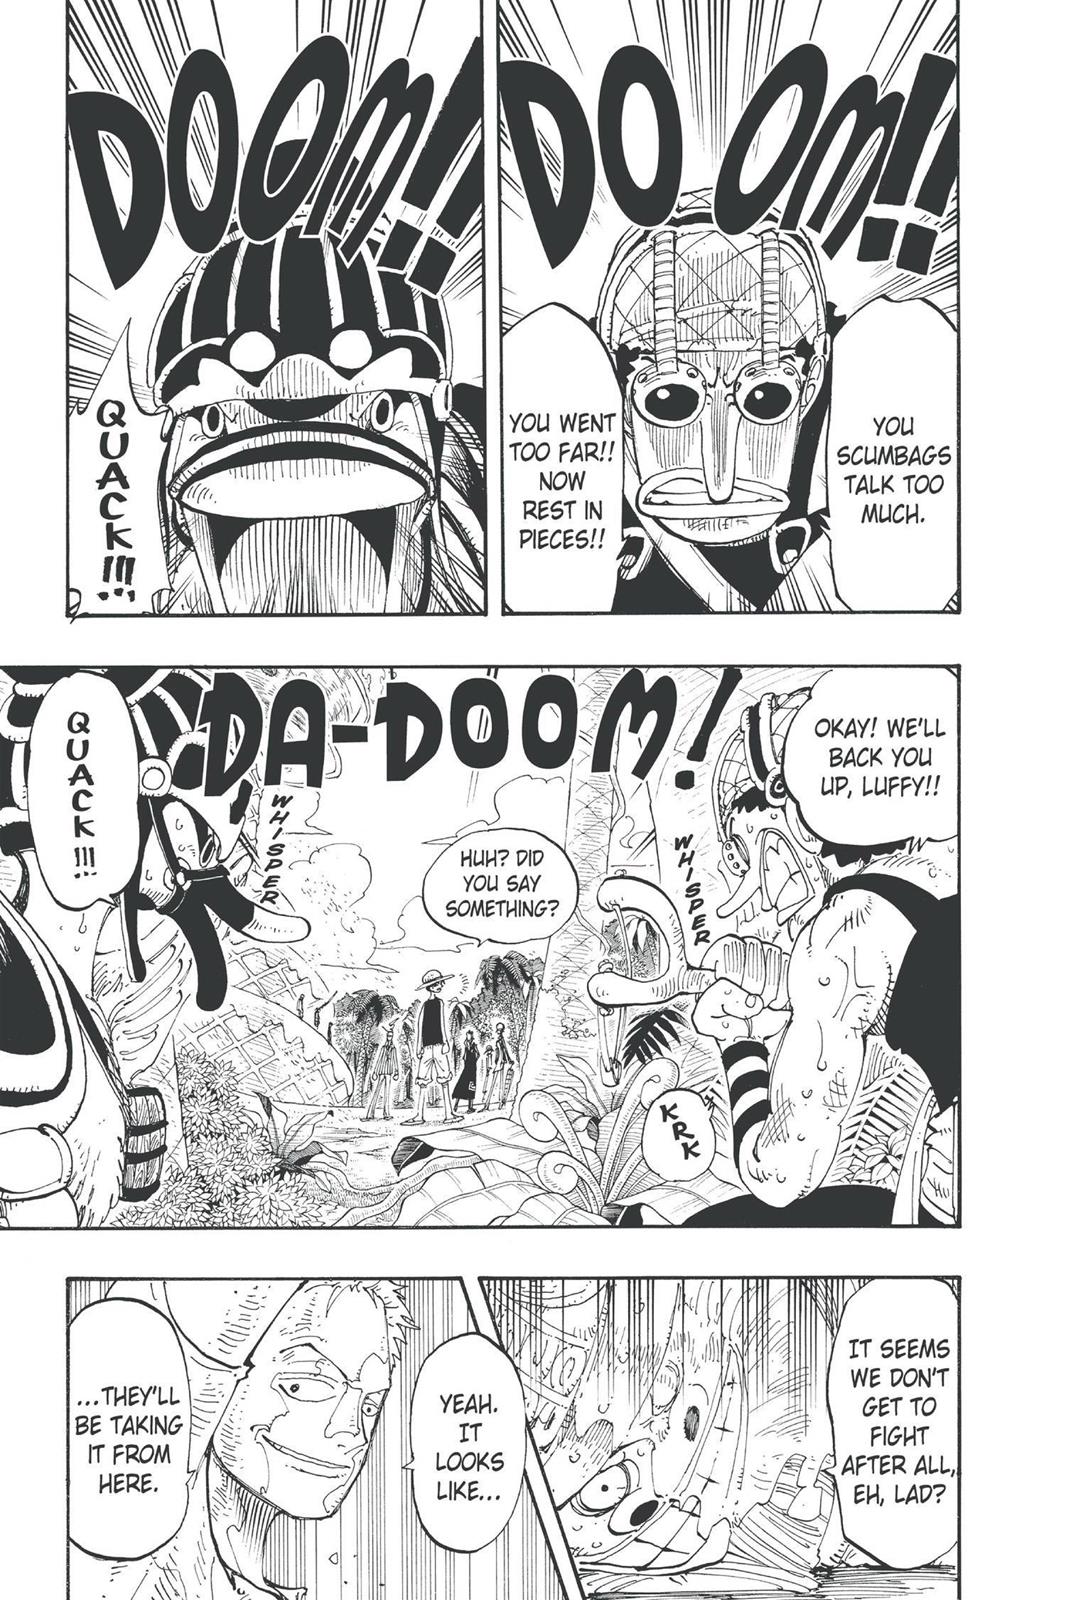 DOOM!!
YOU
SCUMBAGS
TALK TOO
MUCH.
YOU WENT
TOO FAR!!
NOW
REST IN
PIECES!!
DOOM!!
QUACK!!!
OKAY! WE'LL
BACK YOU
UP, LUFFY!!
WHISPER
KRK
DA-DOOM!
HUH? DID
YOU SAY
SOMETHING?
WHISPER
QUACK!!!
IT SEEMS
WE DON'T
GET TO
FIGHT
AFTER ALL,
EH, LAD?
YEAH.
IT
LOOKS
LIKE...
...THEY'LL
BE TAKING
IT FROM
HERE.